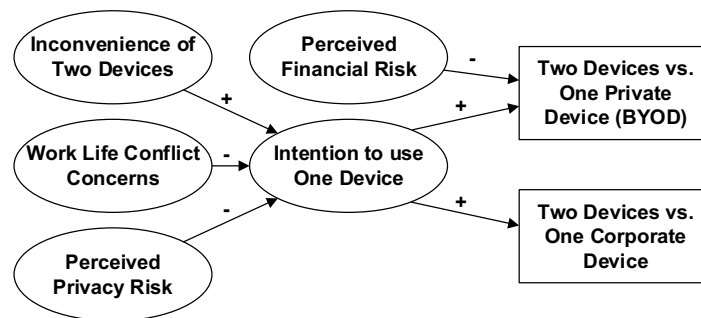 Inconvenience of
Two Devices
Perceived
Financial Risk
-
Two Devices vs.
One Private
Device (BYOD)
+
+
Work Life Conflict
Concerns
-
Intention to use
One Device
-
+
Two Devices vs.
One Corporate
Device
Perceived
Privacy Risk